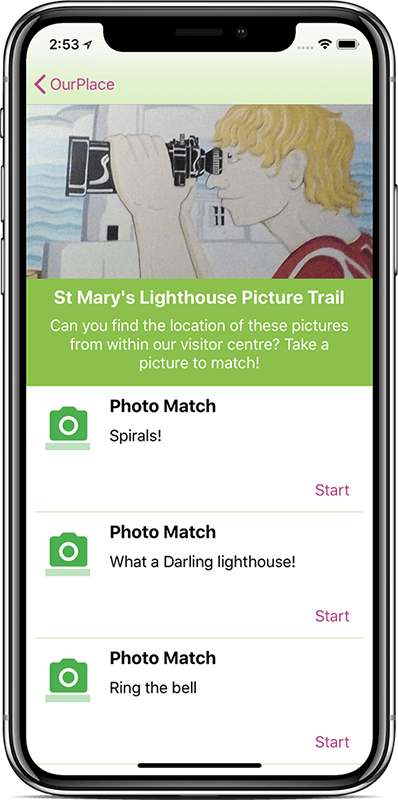 2:53
OurPlace
St Mary's Lighthouse Picture Trail
Can you find the location of these pictures
from within our visitor centre? Take a
picture to match!
Photo Match
Spirals!
Start
Photo Match
What a Darling lighthouse!
Start
Photo Match
Ring the bell
Start